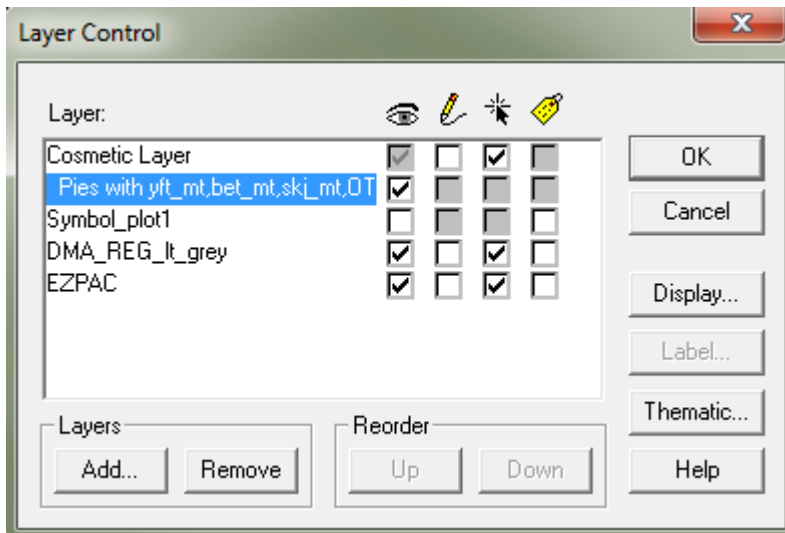 Layer Control
Layer:
Cosmetic Layer
Pies with yft_mt,bet_mt,skj_mt,OT
Symbol_plot1
DMA_REG_lt_grey
EZPAC
OK
Cancel
Display...
Label...
Thematic...
Help
Layers
Add...
Remove
Reorder
Up
Down